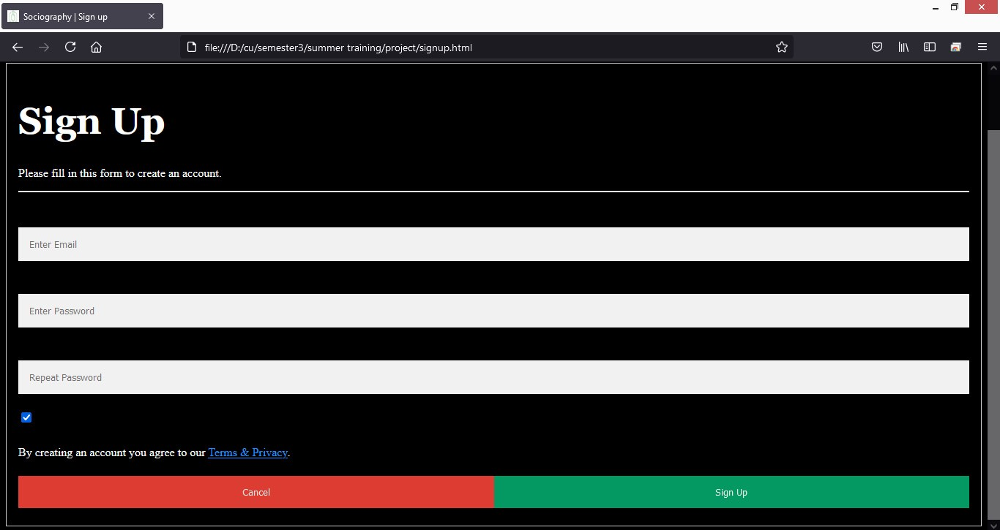 Sociography | Sign up
file:///D:/cu/semester3/summer training/project/signup.html
Sign Up
Please fill in this form to create an account.
Enter Email
Enter Password
Repeat Password
By creating an account you agree to our Terms & Privacy.
Cancel
Sign Up